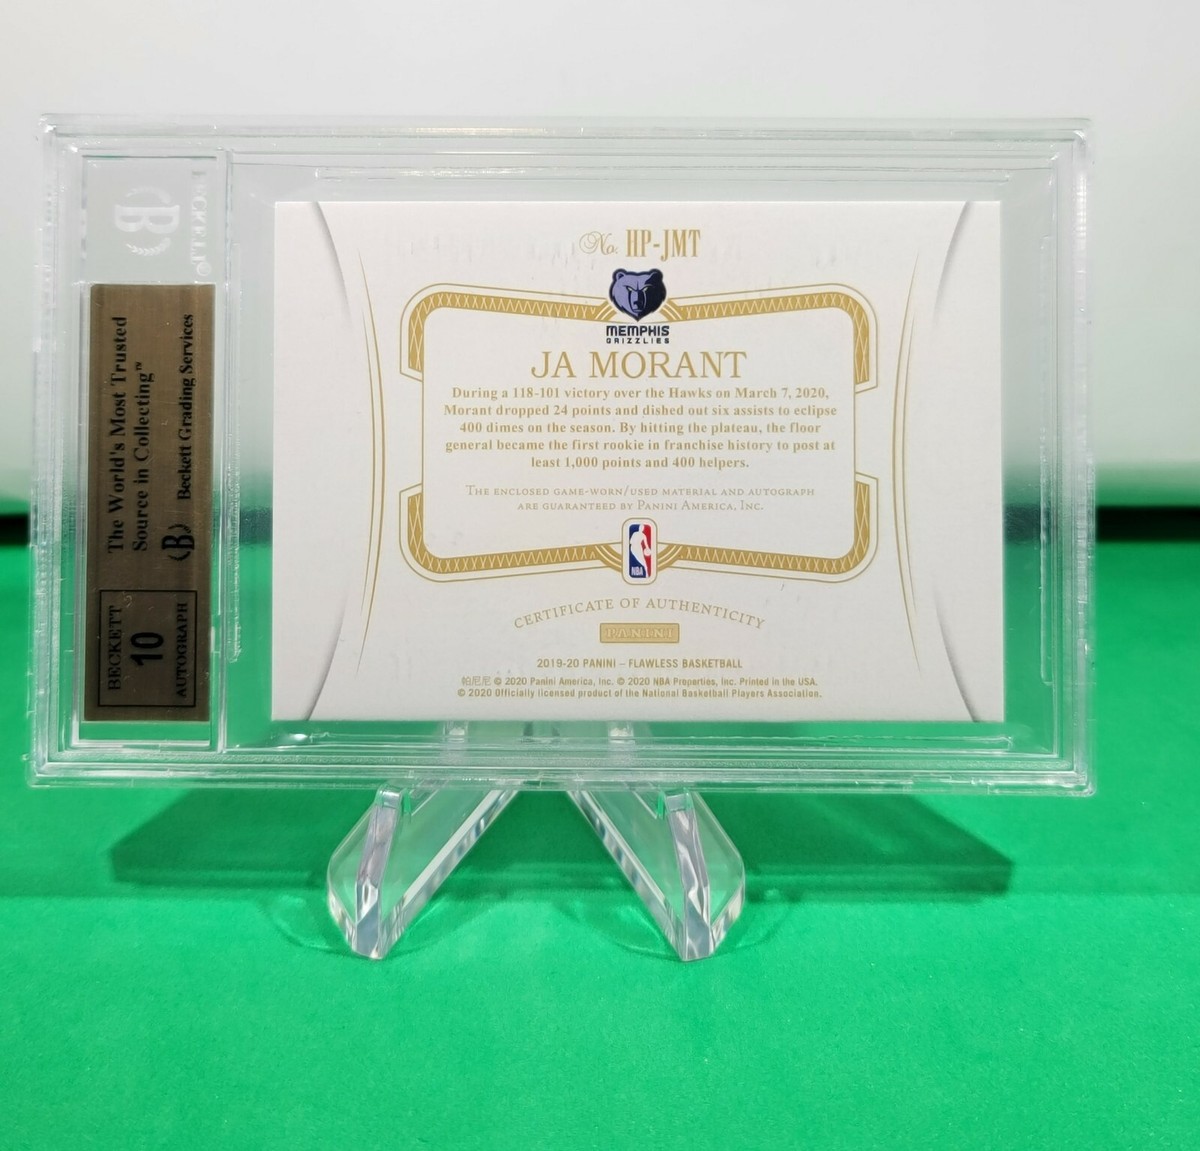 BECKETT®
B
The World's Most Trusted
Source in Collecting™
B Beckett Grading Services
BECKETT
10
AUTOGRAPH
No. HP-JMT
MEMPHIS
GRIZZLIES
JA MORANT
During a 118-101 victory over the Hawks on March 7, 2020,
Morant dropped 24 points and dished out six assists to eclipse
400 dimes on the season. By hitting the plateau, the floor
general became the first rookie in franchise history to post at
least 1,000 points and 400 helpers.
The enclosed game-worn/used material and autograph
are guaranteed by Panini America, Inc.
NBA
CERTIFICATE OF AUTHENTICITY
PANINI
2019-20 PANINI – FLAWLESS BASKETBALL
帕尼尼 © 2020 Panini America, Inc. © 2020 NBA Properties, Inc. Printed in the USA.
© 2020 Officially licensed product of the National Basketball Players Association.